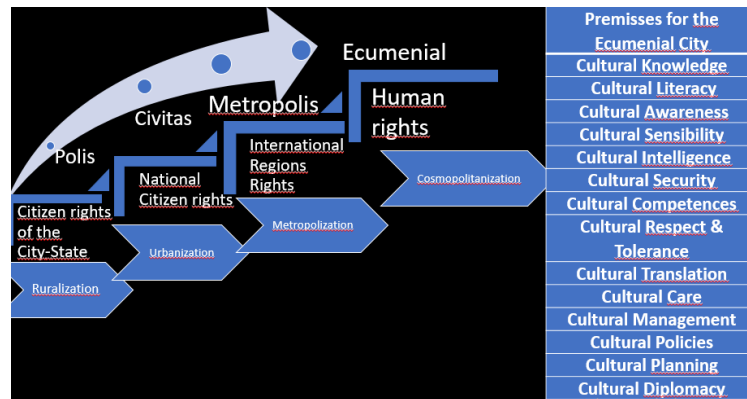 Polis
Civitas
Metropolis
Ecumenial
Citizen rights
of the
City-State
National
Citizen rights
International
Regions
Rights
Human
rights
Ruralization
Urbanization
Metropolization
Cosmopolitanization
Premisses for the
Ecumenial City
Cultural Knowledge
Cultural Literacy
Cultural Awareness
Cultural Sensibility
Cultural Intelligence
Cultural Security
Cultural Competences
Cultural Respect &
Tolerance
Cultural Translation
Cultural Care
Cultural Management
Cultural Policies
Cultural Planning
Cultural Diplomacy